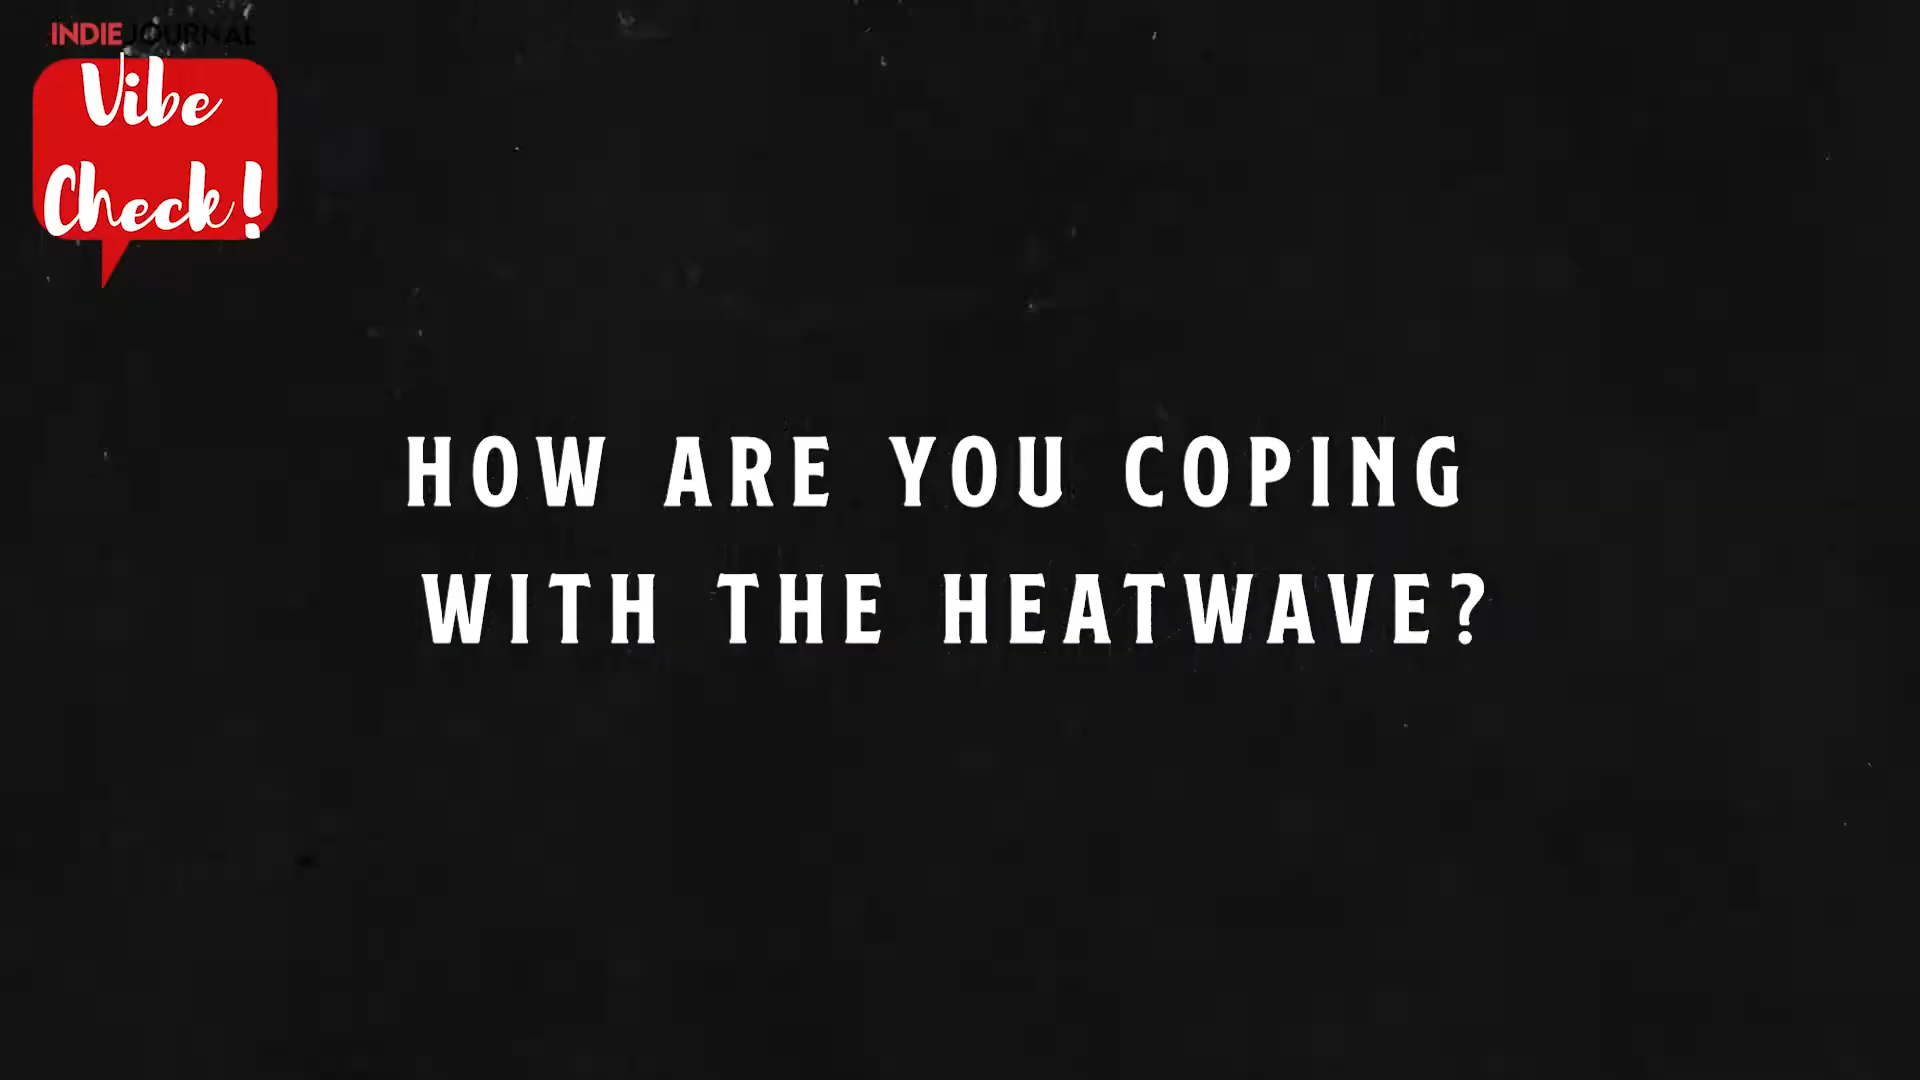 INDIEJOURNAL
Vibe
Check!
HOW ARE YOU COPING
WITH THE HEATWAVE?